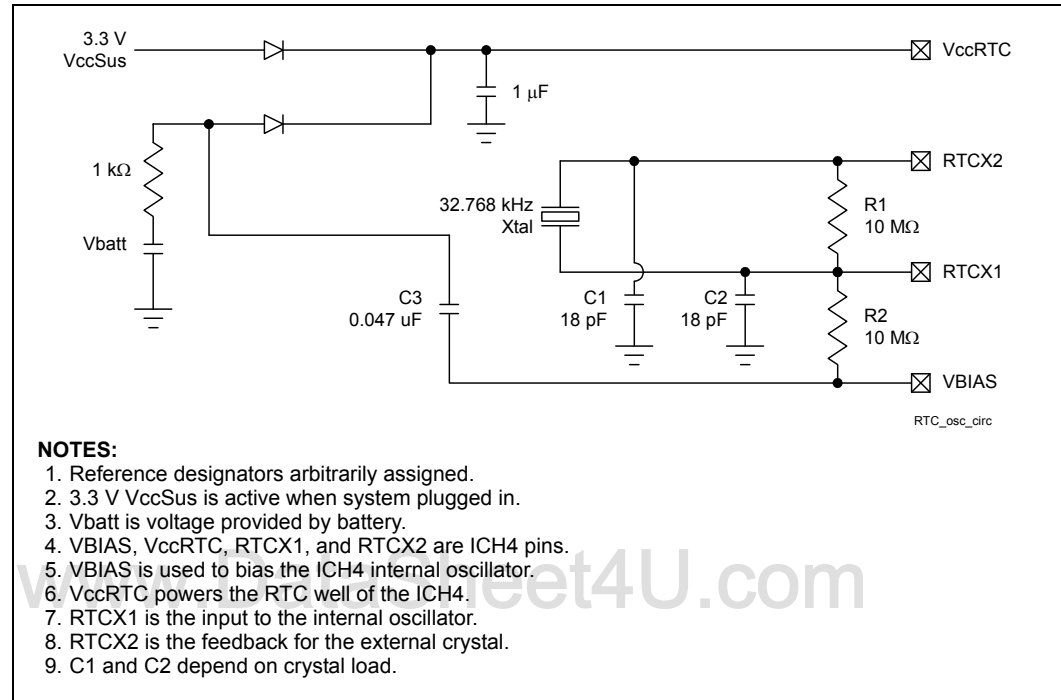 3.3 V
VccSus
VccRTC
1 μF
1 kΩ
Vbatt
RTCX2
32.768 kHz
Xtal
R1
10 MΩ
RTCX1
C3
0.047 uF
C1
18 pF
C2
18 pF
R2
10 MΩ
VBIAS
RTC_osc_circ
NOTES:
1. Reference designators arbitrarily assigned.
2. 3.3 V VccSus is active when system plugged in.
3. Vbatt is voltage provided by battery.
4. VBIAS, VccRTC, RTCX1, and RTCX2 are ICH4 pins.
5. VBIAS is used to bias the ICH4 internal oscillator.
www.DataSheet4U.com
6. VccRTC powers the RTC well of the ICH4.
7. RTCX1 is the input to the internal oscillator.
8. RTCX2 is the feedback for the external crystal.
9. C1 and C2 depend on crystal load.